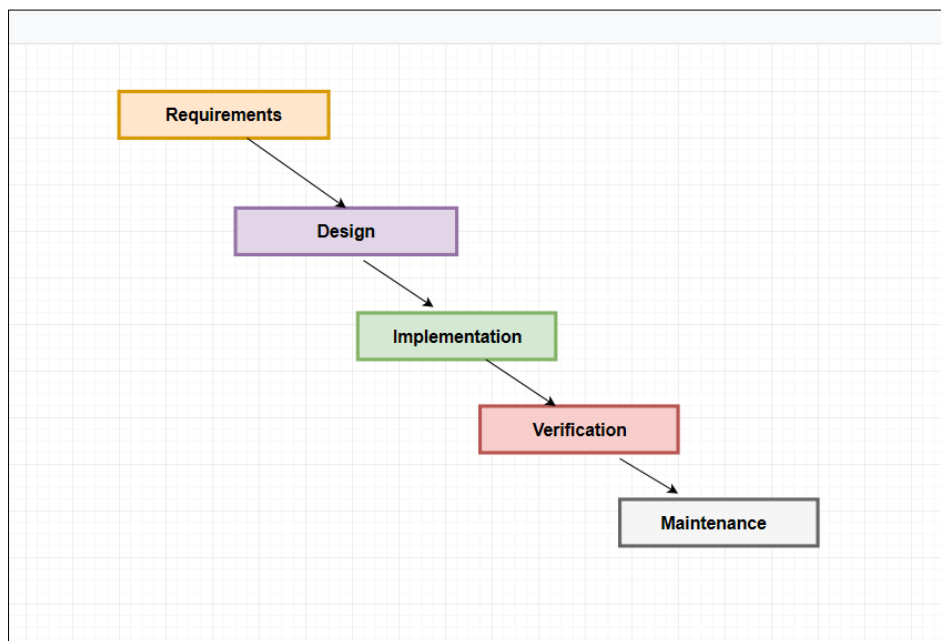 Requirements
Design
Implementation
Verification
Maintenance